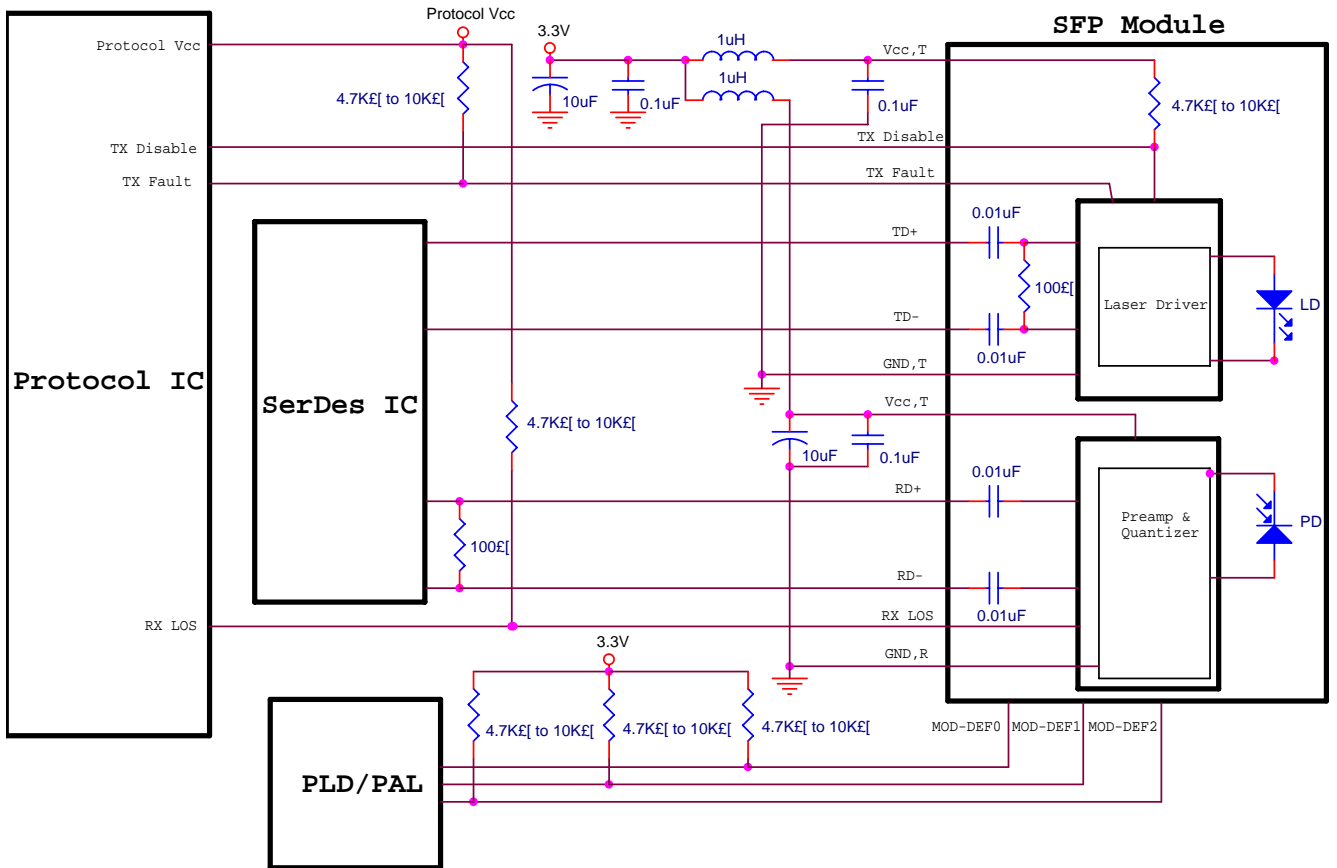 Protocol Vcc
3.3V
SFP Module
Protocol Vcc
1uH
Vcc,T
1uH
4.7K£[ to 10K£[
10uF
0.1uF
0.1uF
4.7K£[ to 10K£[
TX Disable
TX Disable
TX Fault
TX Fault
0.01uF
TD+
100£[
Laser Driver
LD
TD-
0.01uF
GND,T
Protocol IC
SerDes IC
Vcc,T
4.7K£[ to 10K£[
10uF
0.1uF
0.01uF
RD+
Preamp &
Quantizer
PD
100£[
RD-
0.01uF
RX LOS
RX LOS
3.3V
GND,R
4.7K£[ to 10K£[
4.7K£[ to 10K£[
4.7K£[ to 10K£[
MOD-DEF0
MOD-DEF1
MOD-DEF2
PLD/PAL